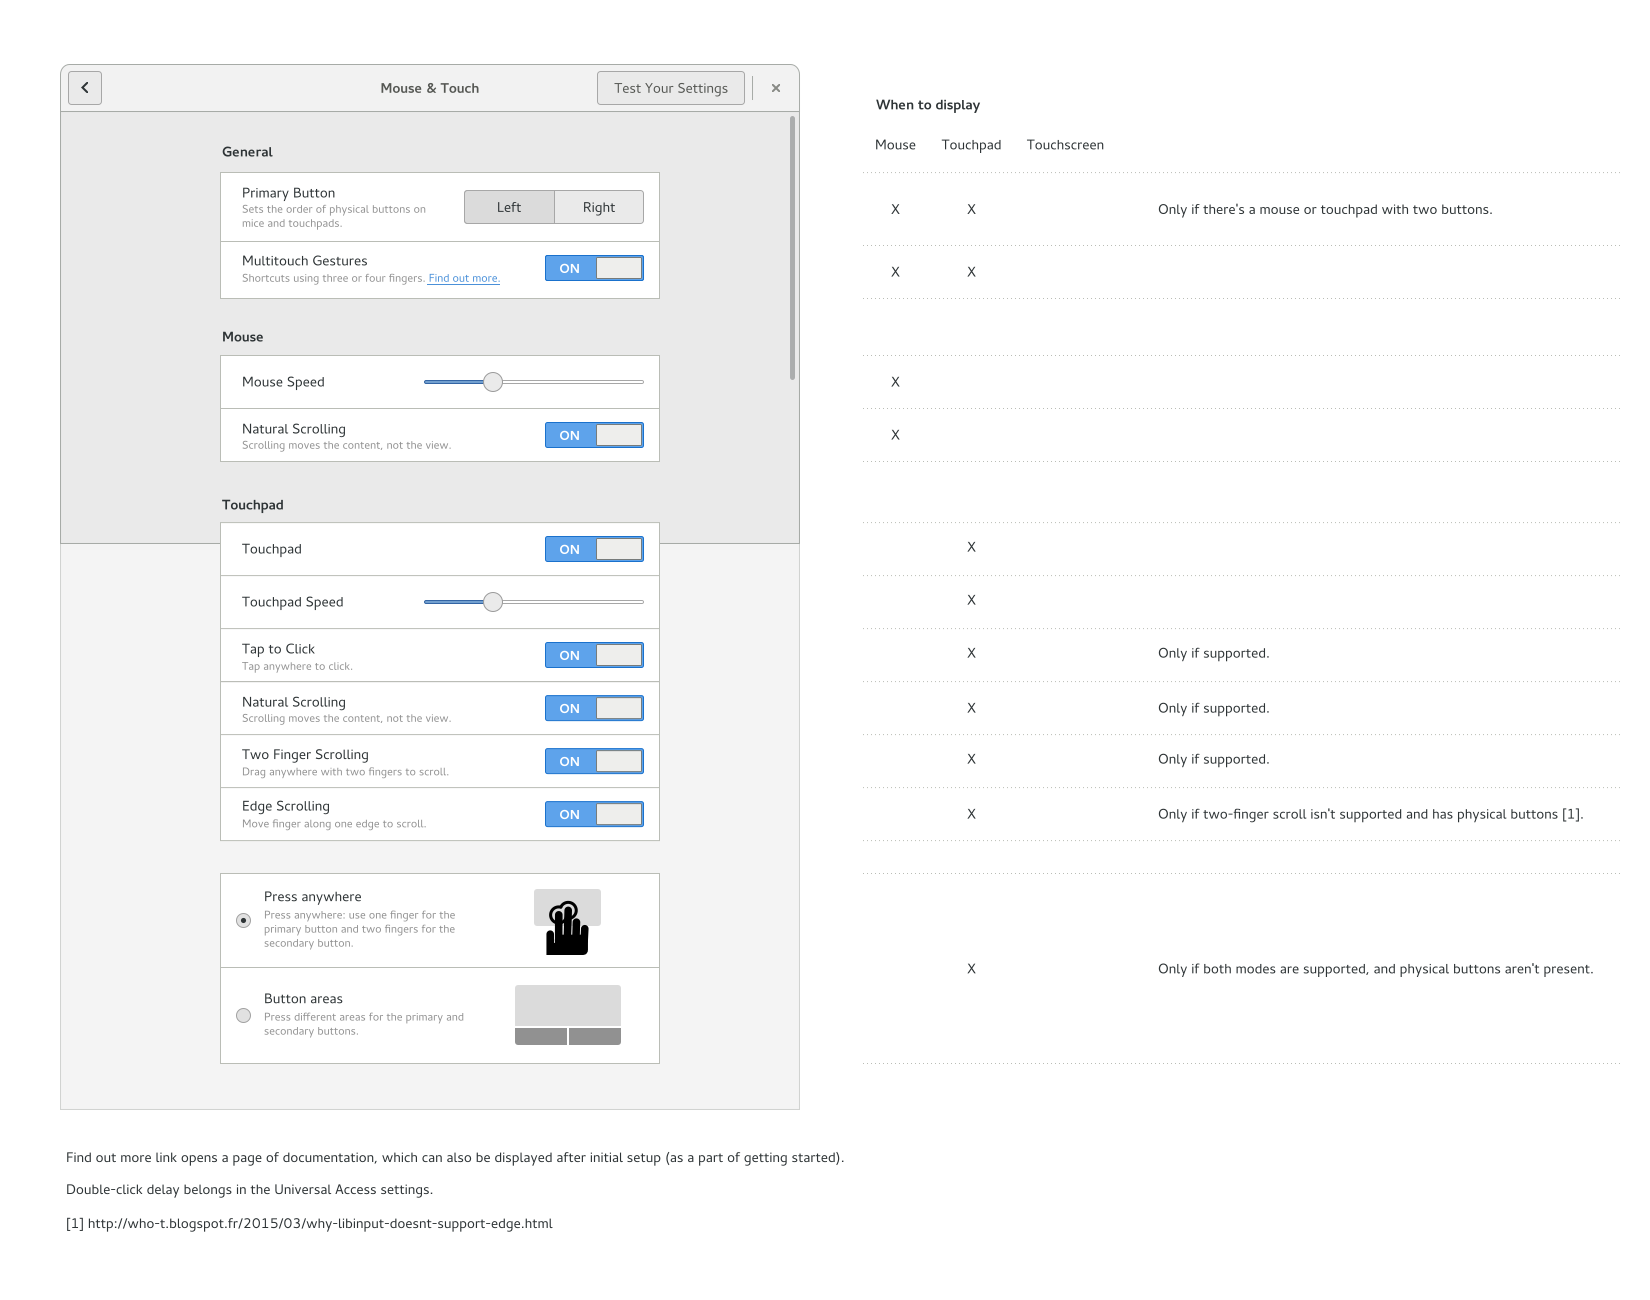 Mouse & Touch
Test Your Settings
When to display
Mouse Touchpad Touchscreen
General
Primary Button
Sets the order of physical buttons on
mice and touchpads.
Left Right
X X Only if there's a mouse or touchpad with two buttons.
Multitouch Gestures
Shortcuts using three or four fingers. Find out more.
ON
X X
Mouse
Mouse Speed
X
Natural Scrolling
Scrolling moves the content, not the view.
ON
X
Touchpad
Touchpad
ON
X
Touchpad Speed
X
Tap to Click
Tap anywhere to click.
ON
X Only if supported.
Natural Scrolling
Scrolling moves the content, not the view.
ON
X Only if supported.
Two Finger Scrolling
Drag anywhere with two fingers to scroll.
ON
X Only if supported.
Edge Scrolling
Move finger along one edge to scroll.
ON
X Only if two-finger scroll isn't supported and has physical buttons [1].
Press anywhere
Press anywhere: use one finger for the
primary button and two fingers for the
secondary button.
X Only if both modes are supported, and physical buttons aren't present.
Button areas
Press different areas for the primary and
secondary buttons.
Find out more link opens a page of documentation, which can also be displayed after initial setup (as a part of getting started).
Double-click delay belongs in the Universal Access settings.
[1] http://who-t.blogspot.fr/2015/03/why-libinput-doesnt-support-edge.html